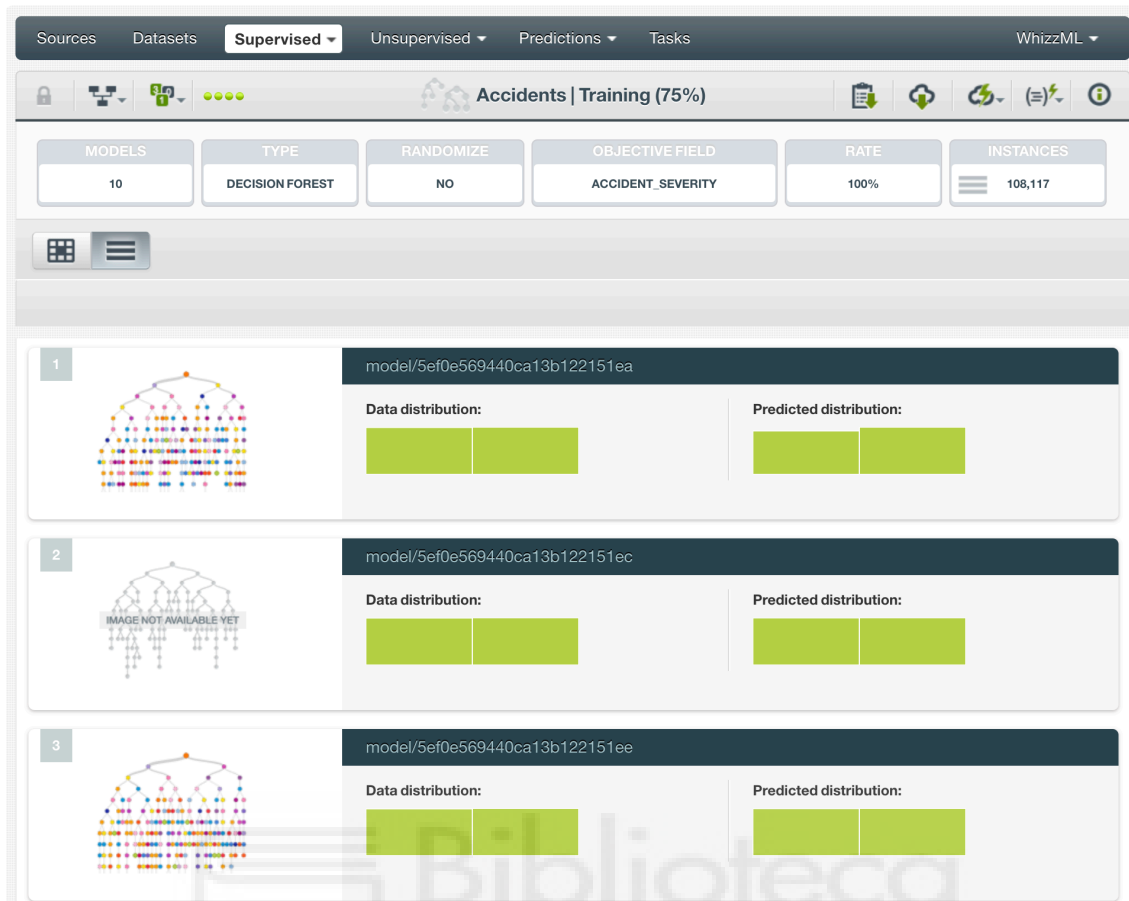 Sources Datasets Supervised Unsupervised Predictions Tasks WhizzML
Accidents | Training (75%)
MODELS TYPE RANDOMIZE OBJECTIVE FIELD RATE INSTANCES
10 DECISION FOREST NO ACCIDENT_SEVERITY 100% 108,117
1 model/5ef0e569440ca13b122151ea
Data distribution: Predicted distribution:
2 model/5ef0e569440ca13b122151ec
IMAGE NOT AVAILABLE YET
Data distribution: Predicted distribution:
3 model/5ef0e569440ca13b122151ee
Data distribution: Predicted distribution:
Biblioteca